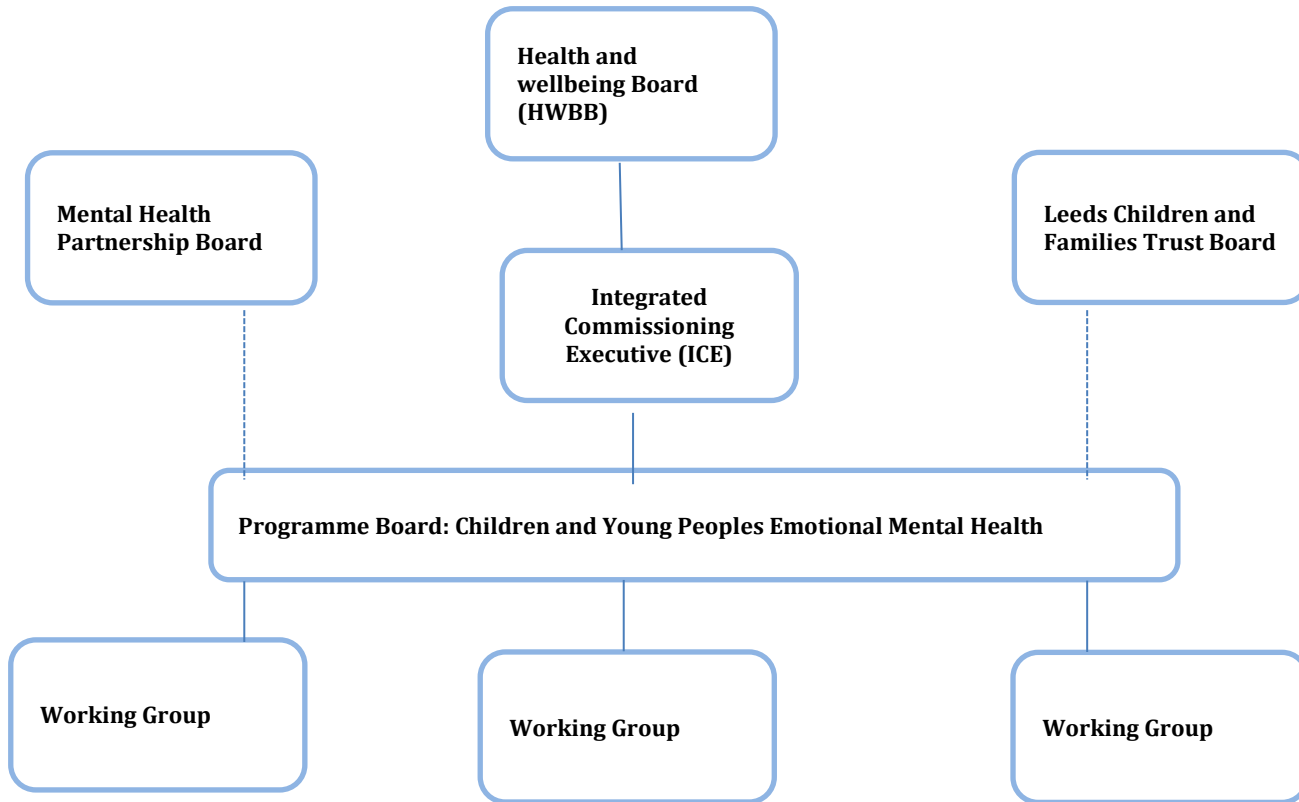 Health and
wellbeing Board
(HWBB)
Mental Health
Partnership Board
Leeds Children and
Families Trust Board
Integrated
Commissioning
Executive (ICE)
Programme Board: Children and Young Peoples Emotional Mental Health
Working Group
Working Group
Working Group